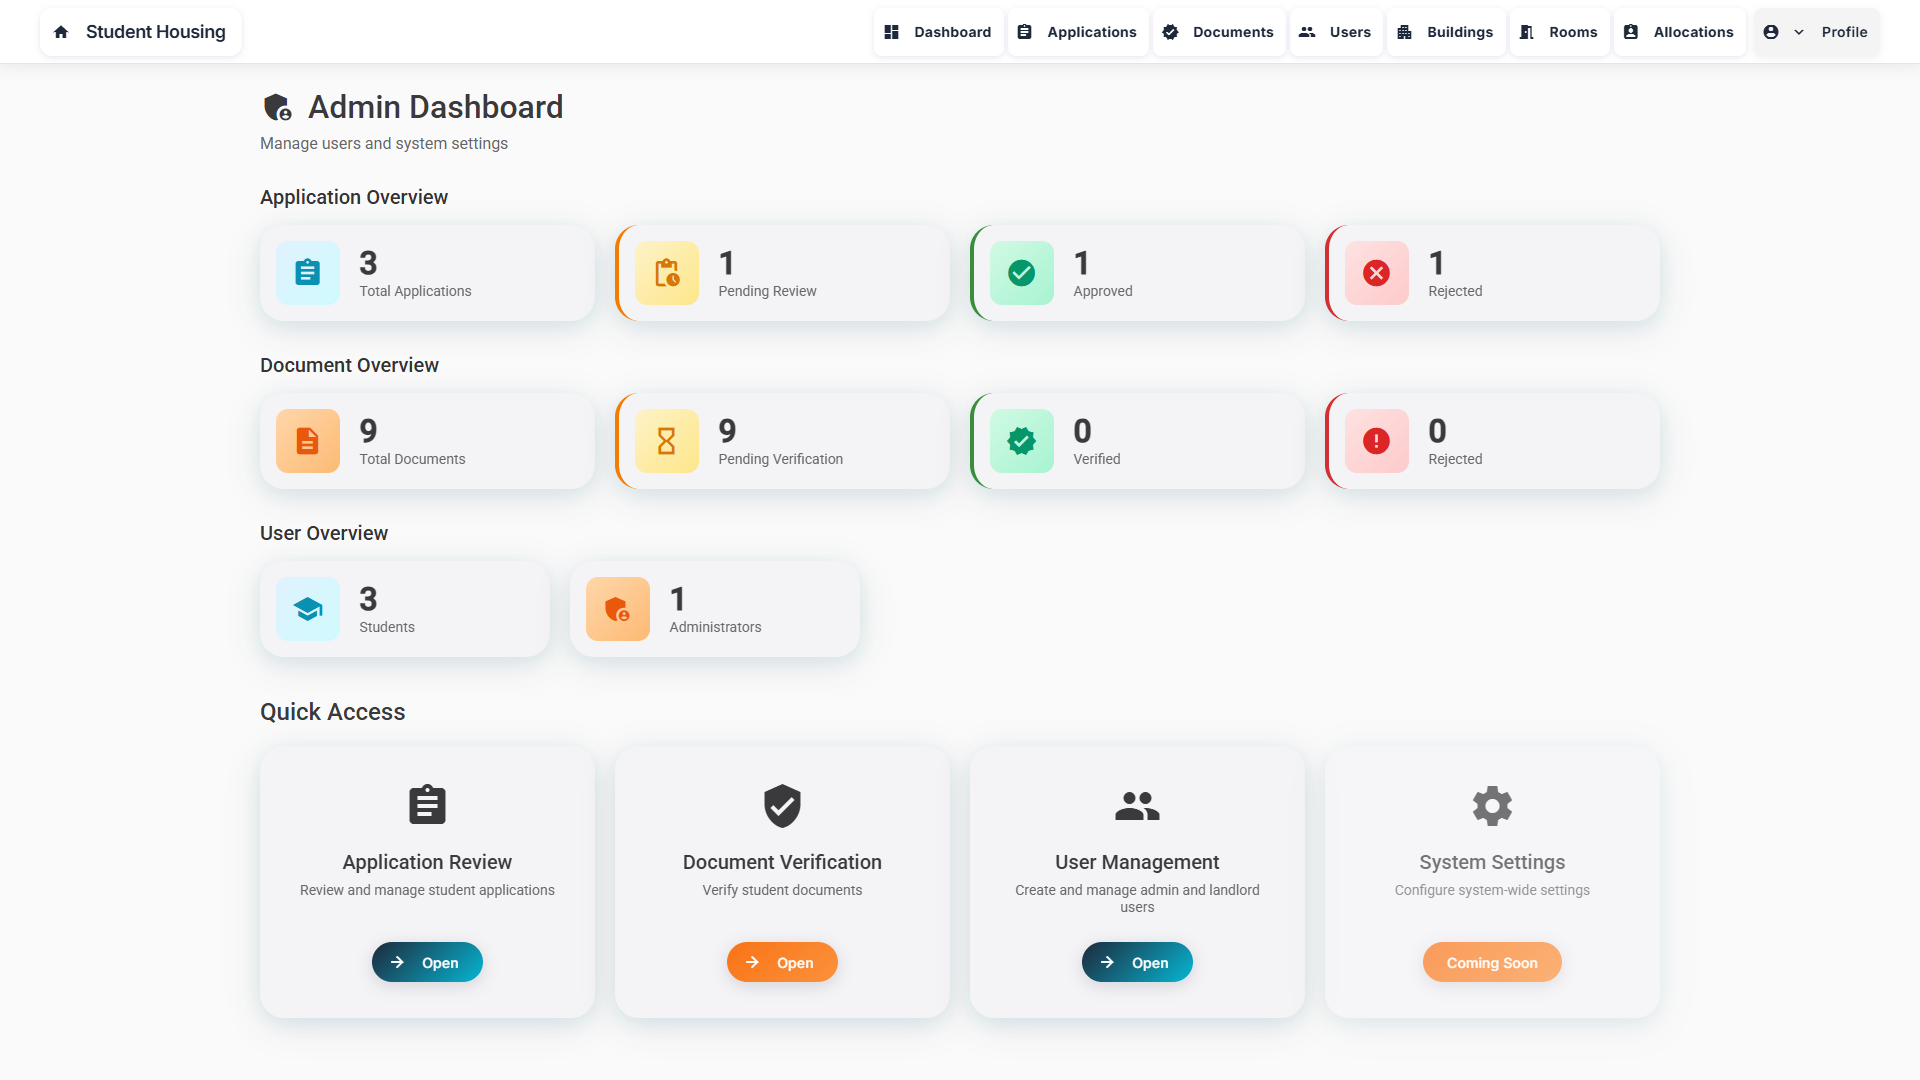 Student Housing
Dashboard
Applications
Documents
Users
Buildings
Rooms
Allocations
Profile
Admin Dashboard
Manage users and system settings
Application Overview
3
Total Applications
1
Pending Review
1
Approved
1
Rejected
Document Overview
9
Total Documents
9
Pending Verification
0
Verified
0
Rejected
User Overview
3
Students
1
Administrators
Quick Access
Application Review
Review and manage student applications
Open
Document Verification
Verify student documents
Open
User Management
Create and manage admin and landlord
users
Open
System Settings
Configure system-wide settings
Coming Soon